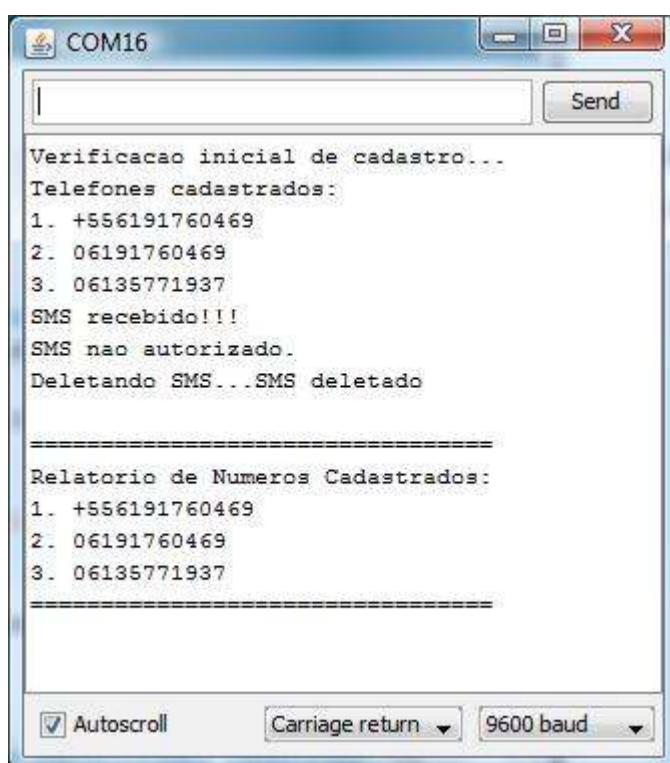 COM16
Send
Verificacao inicial de cadastro...
Telefones cadastrados:
1. +556191760469
2. 06191760469
3. 06135771937
SMS recebido!!!
SMS nao autorizado.
Deletando SMS...SMS deletado
=================================
Relatorio de Numeros Cadastrados:
1. +556191760469
2. 06191760469
3. 06135771937
=================================
Autoscroll
Carriage return
9600 baud